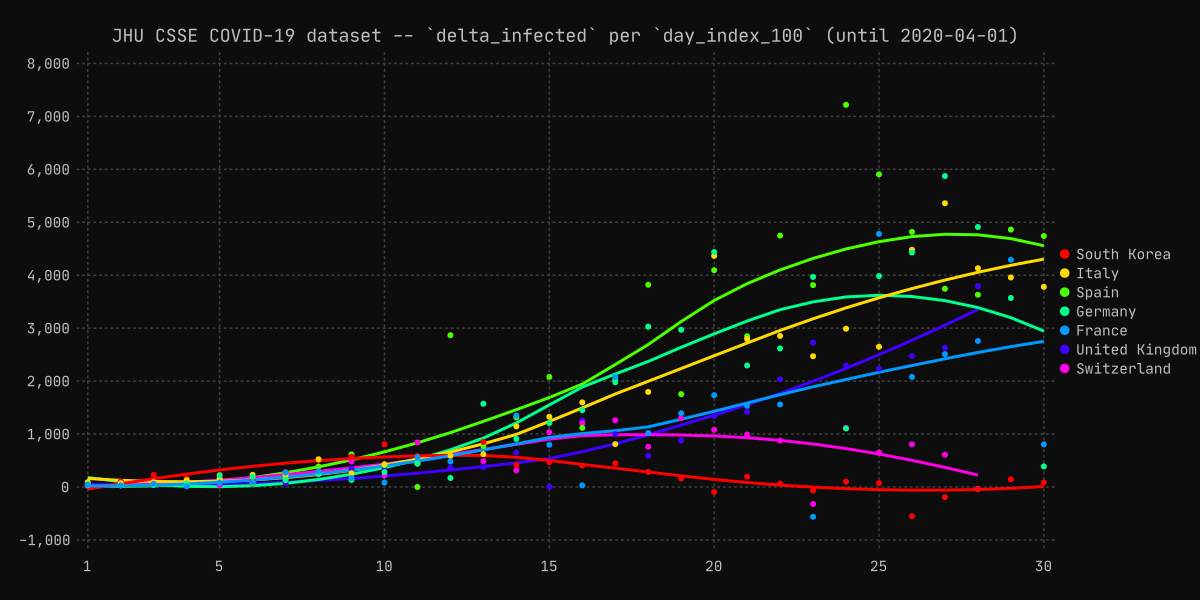 JHU CSSE COVID-19 dataset -- `delta_infected` per `day_index_100` (until 2020-04-01)
8,000
7,000
6,000
5,000
4,000
3,000
2,000
1,000
0
-1,000
1 5 10 15 20 25 30
South Korea
Italy
Spain
Germany
France
United Kingdom
Switzerland